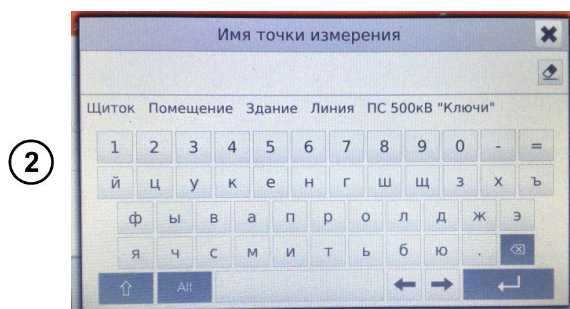 Имя точки измерения
Щиток Помещение Здание Линия ПС 500кВ "Ключи"
1 2 3 4 5 6 7 8 9 0 - =
й ц у к е н г ш щ з х ъ
ф ы в а п р о л д ж э
2
я ч с м и т ь б ю .
Alt